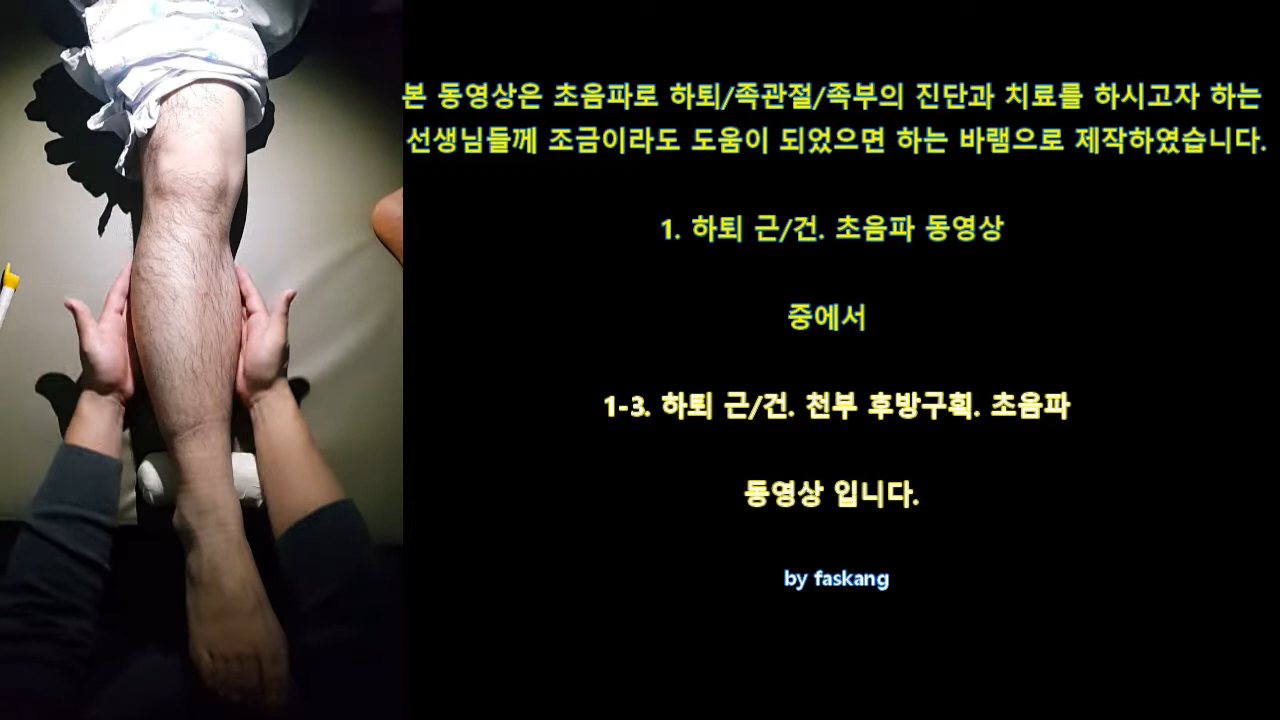 본 동영상은 초음파로 하퇴/족관절/족부의 진단과 치료를 하시고자 하는
선생님들께 조금이라도 도움이 되었으면 하는 바램으로 제작하였습니다.
1. 하퇴 근/건. 초음파 동영상
중에서
1-3. 하퇴 근/건. 천부 후방구획. 초음파
동영상 입니다.
by faskang